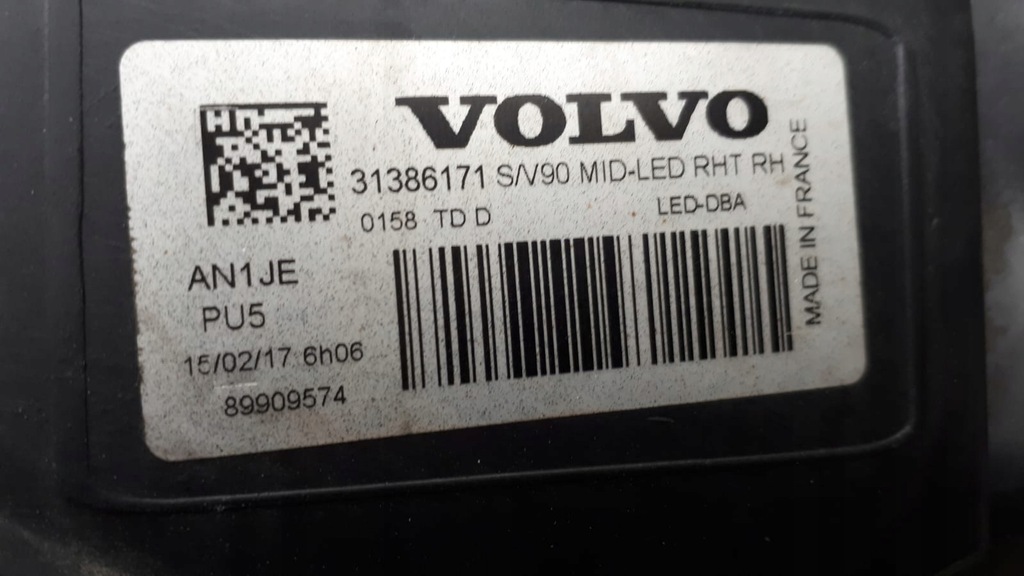 VOLVO
31386171 S/V90 MID-LED RHT RH
0158 TD D
LED-DBA
AN1JE
PU5
15/02/17 6h06
89909574
MADE IN FRANCE